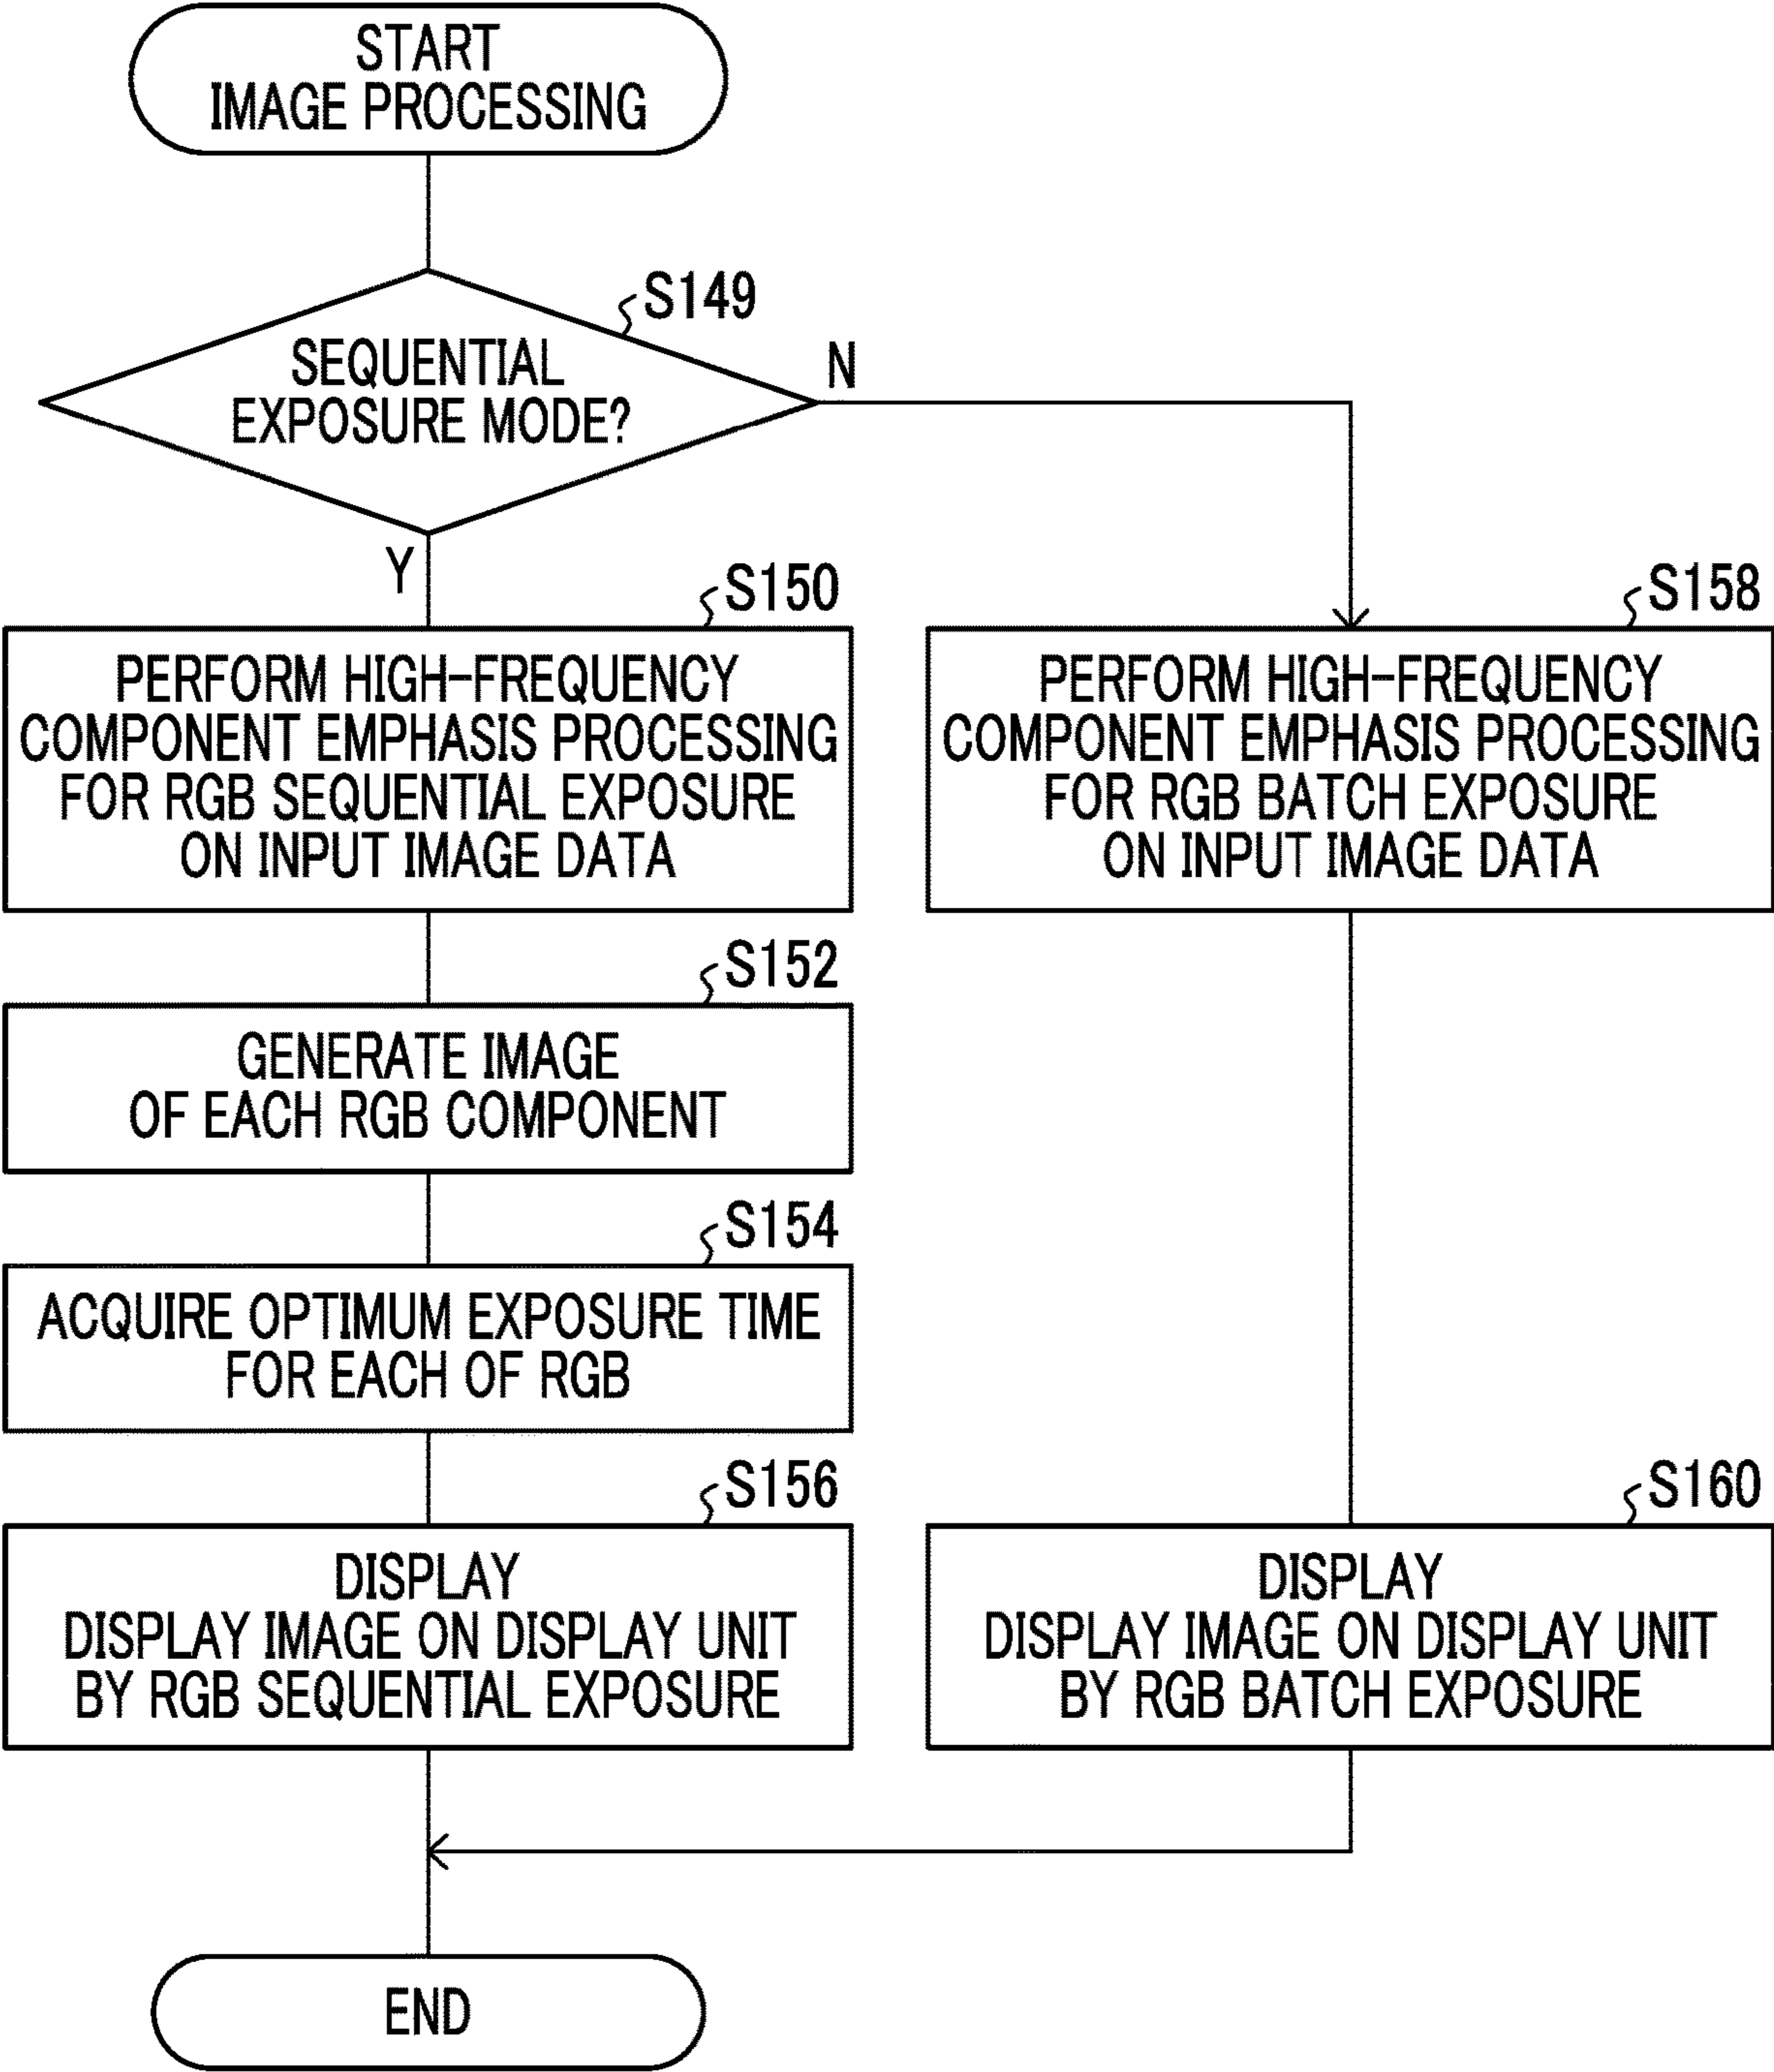 START
IMAGE PROCESSING
S149
SEQUENTIAL
EXPOSURE MODE?
N
Y
S150
PERFORM HIGH-FREQUENCY
COMPONENT EMPHASIS PROCESSING
FOR RGB SEQUENTIAL EXPOSURE
ON INPUT IMAGE DATA
S152
GENERATE IMAGE
OF EACH RGB COMPONENT
S154
ACQUIRE OPTIMUM EXPOSURE TIME
FOR EACH OF RGB
S156
DISPLAY
DISPLAY IMAGE ON DISPLAY UNIT
BY RGB SEQUENTIAL EXPOSURE
S158
PERFORM HIGH-FREQUENCY
COMPONENT EMPHASIS PROCESSING
FOR RGB BATCH EXPOSURE
ON INPUT IMAGE DATA
S160
DISPLAY
DISPLAY IMAGE ON DISPLAY UNIT
BY RGB BATCH EXPOSURE
END